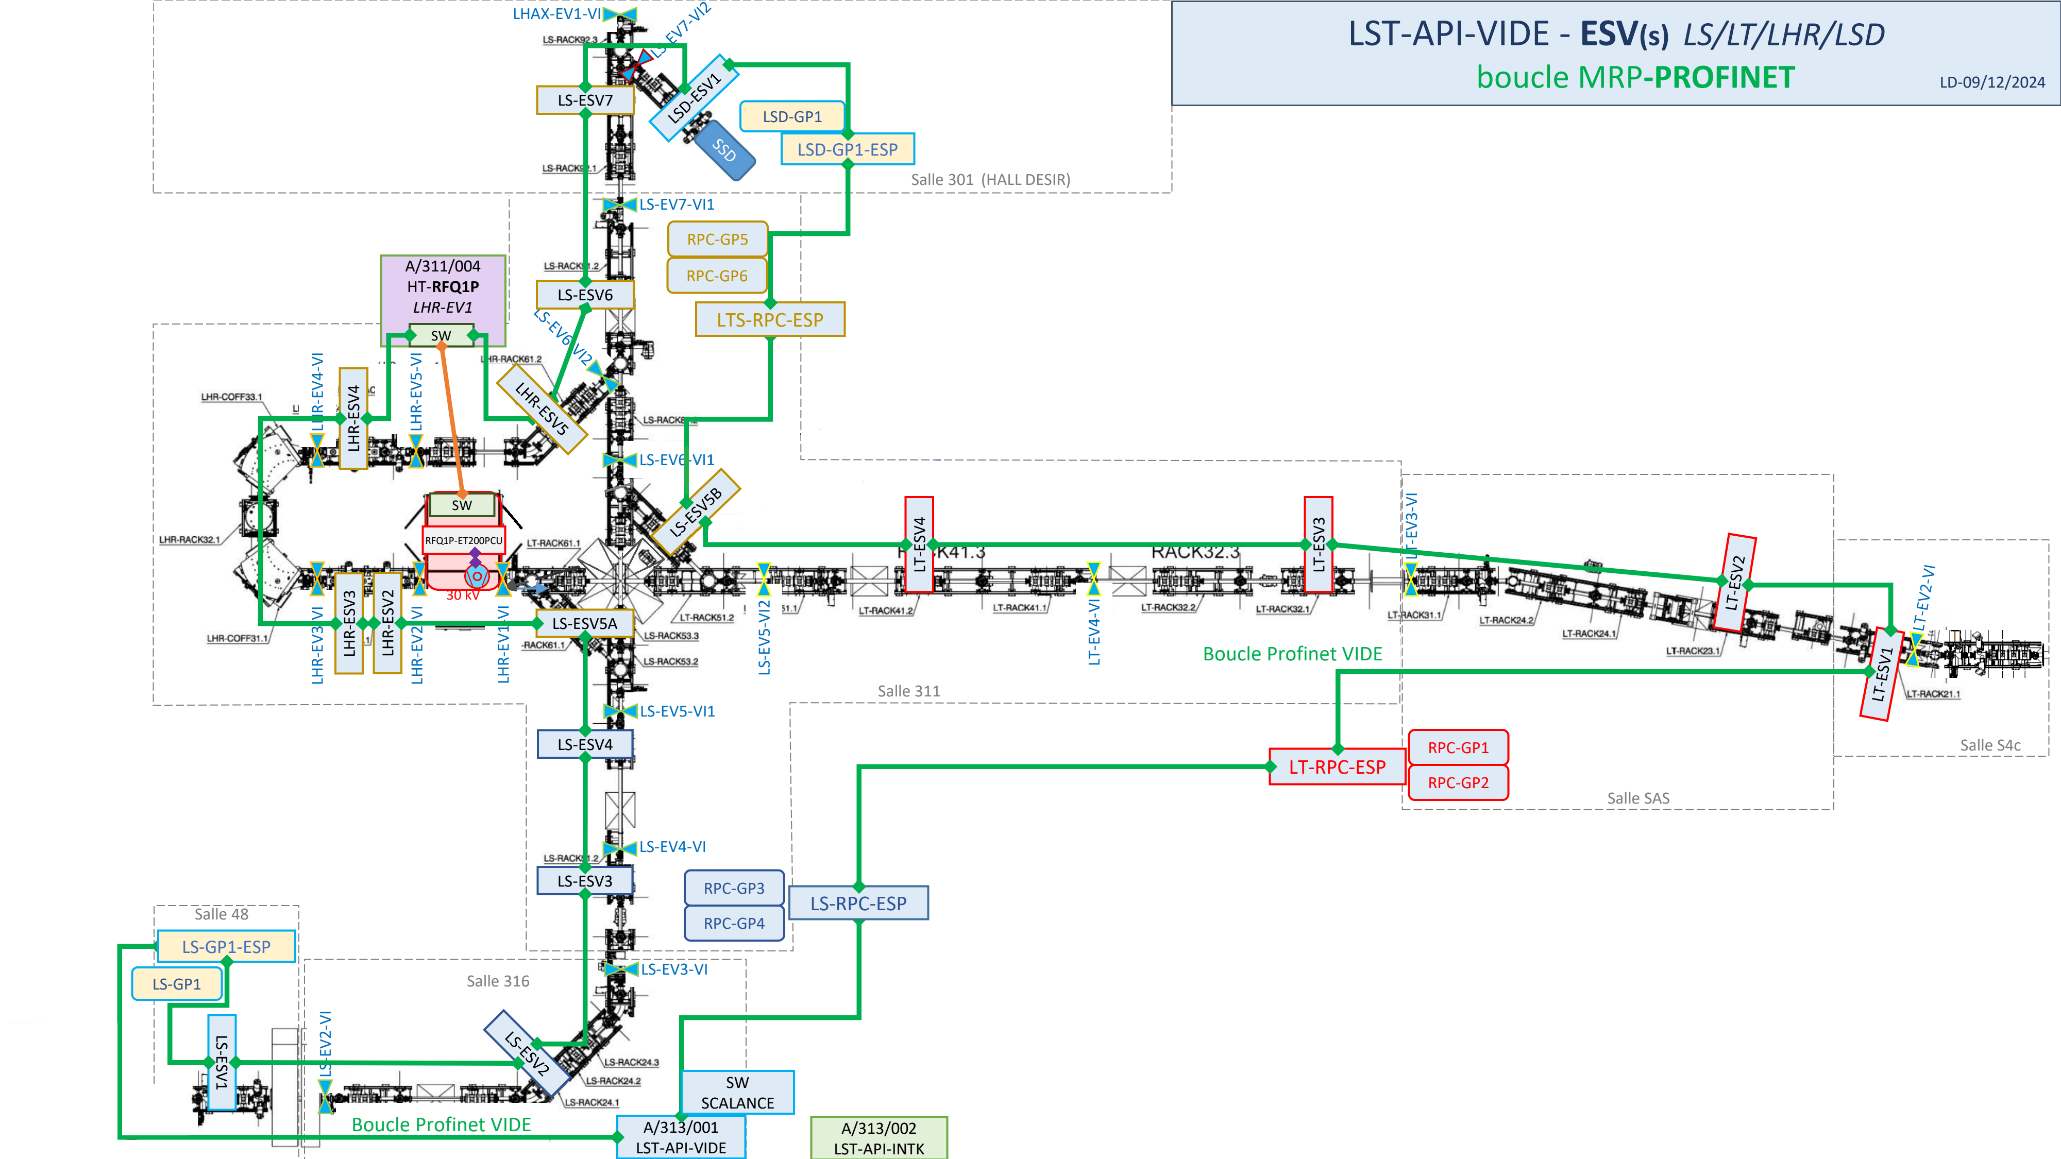 LST-API-VIDE - ESV(s) LS/LT/LHR/LSD
boucle MRP-PROFINET
LD-09/12/2024
LHAX-EV1-VI
LS-EV7-VI2
LS-RACK92.3
LS-ESV7
LSD-ESV1
LSD-GP1
SSD
LSD-GP1-ESP
LS-RACK92.1
Salle 301 (HALL DESIR)
LS-EV7-VI1
RPC-GP5
A/311/004
HT-RFQ1P
LHR-EV1
SW
LS-RACK91.2
RPC-GP6
LS-ESV6
LTS-RPC-ESP
LS-EV6-VI2
LHR-RACK61.2
LHR-EV4-VI
LHR-ESV4
LHR-EV5-VI
LHR-ESV5
LHR-COFF33.1
LS-EV6-VI1
LS-ESV5B
SW
RFQ1P-ET200PCU
30 kV
LHR-RACK32.1
LT-RACK61.1
LT-ESV4
RACK41.3
RACK32.3
LT-ESV3
LT-EV3-VI
LT-ESV2
LT-EV2-VI
LHR-COFF31.1
LHR-EV3-VI
LHR-ESV3
LHR-ESV2
LHR-EV2-VI
LHR-EV1-VI
LS-ESV5A
-RACK61.1
LS-RACK53.3
LS-RACK53.2
LT-RACK51.2
51.1
LS-EV5-VI2
LT-RACK41.2
LT-RACK41.1
LT-EV4-VI
LT-RACK32.2
LT-RACK32.1
LT-RACK31.1
LT-RACK24.2
LT-RACK24.1
LT-RACK23.1
LT-ESV1
LT-RACK21.1
Boucle Profinet VIDE
Salle 311
LS-EV5-VI1
LS-ESV4
Salle S4c
LT-RPC-ESP
RPC-GP1
RPC-GP2
Salle SAS
LS-EV4-VI
LS-ESV3
RPC-GP3
RPC-GP4
LS-RPC-ESP
Salle 48
LS-GP1-ESP
LS-GP1
LS-EV3-VI
Salle 316
LS-ESV1
LS-EV2-VI
LS-ESV2
LS-RACK24.3
LS-RACK24.2
LS-RACK24.1
SW
SCALANCE
Boucle Profinet VIDE
A/313/001
LST-API-VIDE
A/313/002
LST-API-INTK